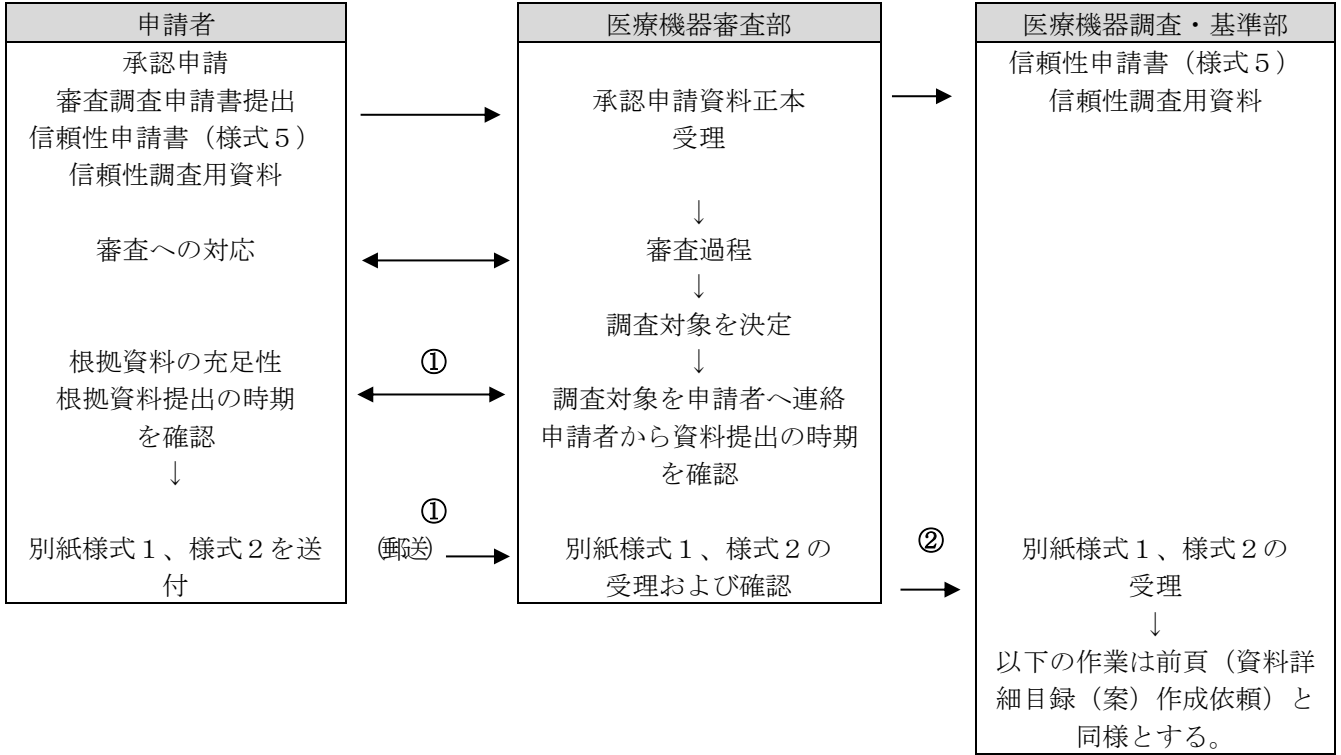 申請者
承認申請
審査調査申請書提出
信頼性申請書（様式５）
信頼性調査用資料
審査への対応
根拠資料の充足性
根拠資料提出の時期
を確認
↓
別紙様式１、様式２を送
付
①
①
(郵送)
医療機器審査部
承認申請資料正本
受理
↓
審査過程
↓
調査対象を決定
↓
調査対象を申請者へ連絡
申請者から資料提出の時期
を確認
別紙様式１、様式２の
受理および確認
②
医療機器調査・基準部
信頼性申請書（様式５）
信頼性調査用資料
別紙様式１、様式２の
受理
↓
以下の作業は前頁（資料詳
細目録（案）作成依頼）と
同様とする。